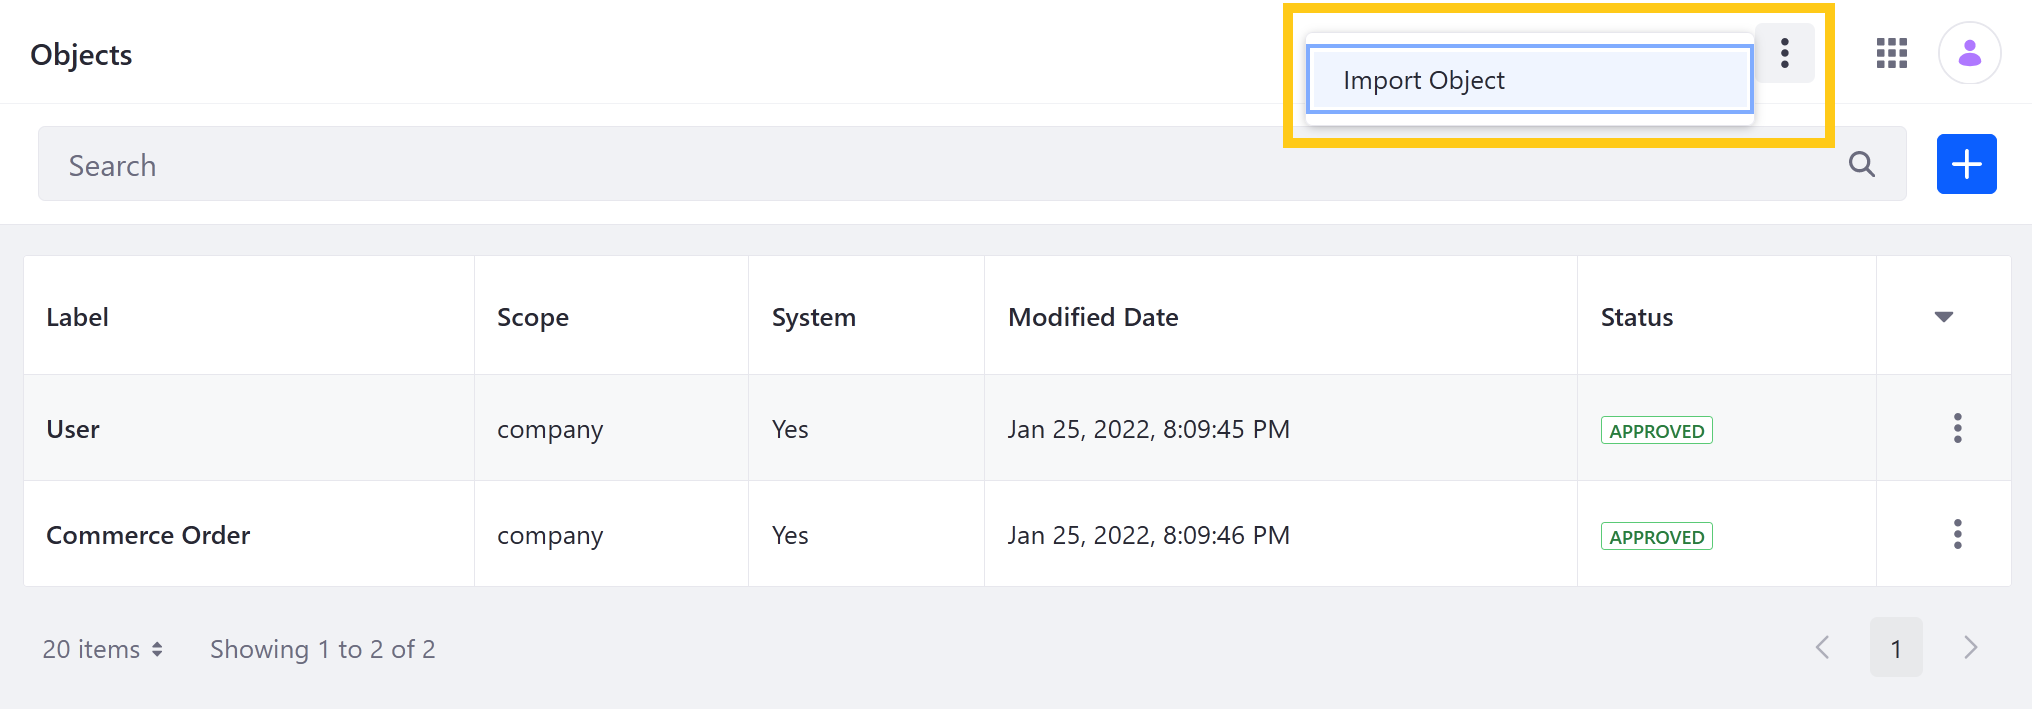 Objects
Import Object
Search
Label Scope System Modified Date Status
User company Yes Jan 25, 2022, 8:09:45 PM APPROVED
Commerce Order company Yes Jan 25, 2022, 8:09:46 PM APPROVED
20 items Showing 1 to 2 of 2 1